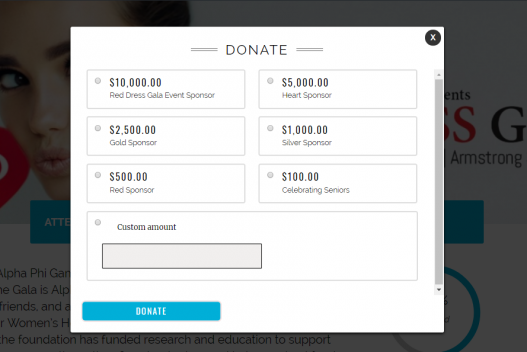 X
DONATE
$10,000.00
Red Dress Gala Event Sponsor
$5,000.00
Heart Sponsor
$2,500.00
Gold Sponsor
$1,000.00
Silver Sponsor
$500.00
Red Sponsor
$100.00
Celebrating Seniors
Custom amount
DONATE
ents
SS G
Armstrong
ATTE
Alpha Phi Gam
he Gala is Alp
friends, and a
r Women's H
the foundation has funded research and education to support